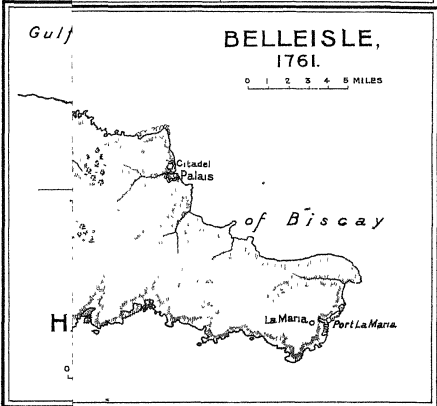 Gulf
BELLEISLE,
1761.
0 1 2 3 4 5 MILES
Citadel
Palais
of Biscay
La Maria
Port La Maria
H
0